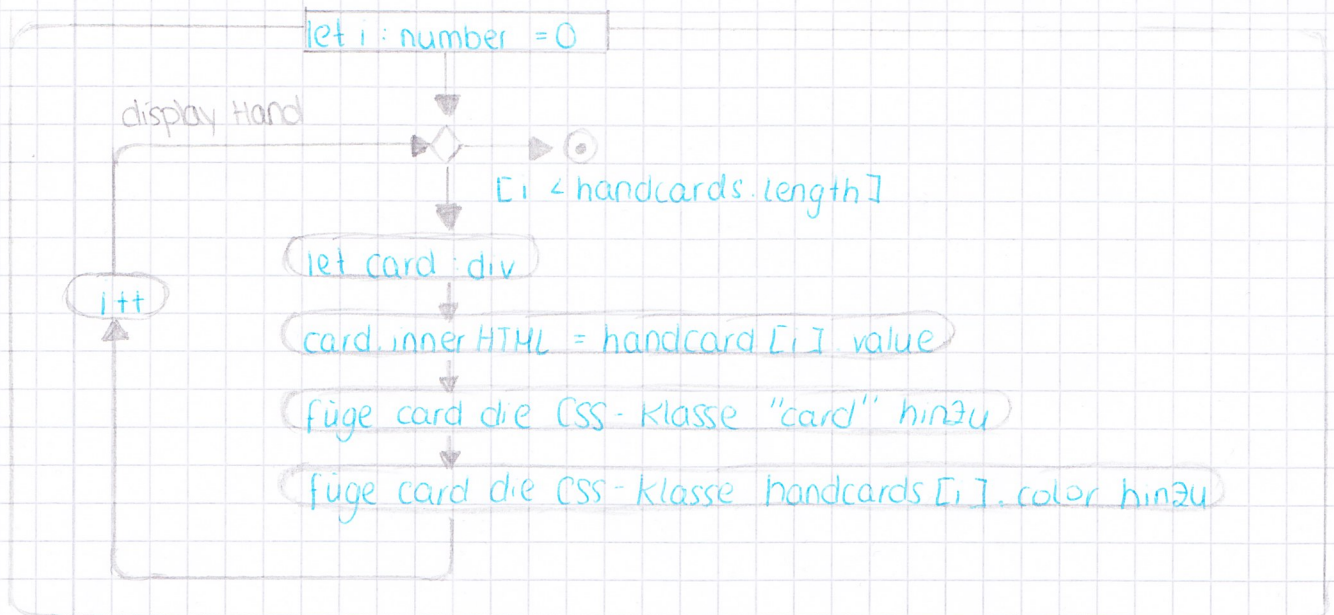 let i : number = 0
display Hand
[i < handcards.length]
let card : div
i++
card.innerHTML = handcard [i].value
füge card die CSS-Klasse "card" hinzu
füge card die CSS-Klasse handcards [i].color hinzu